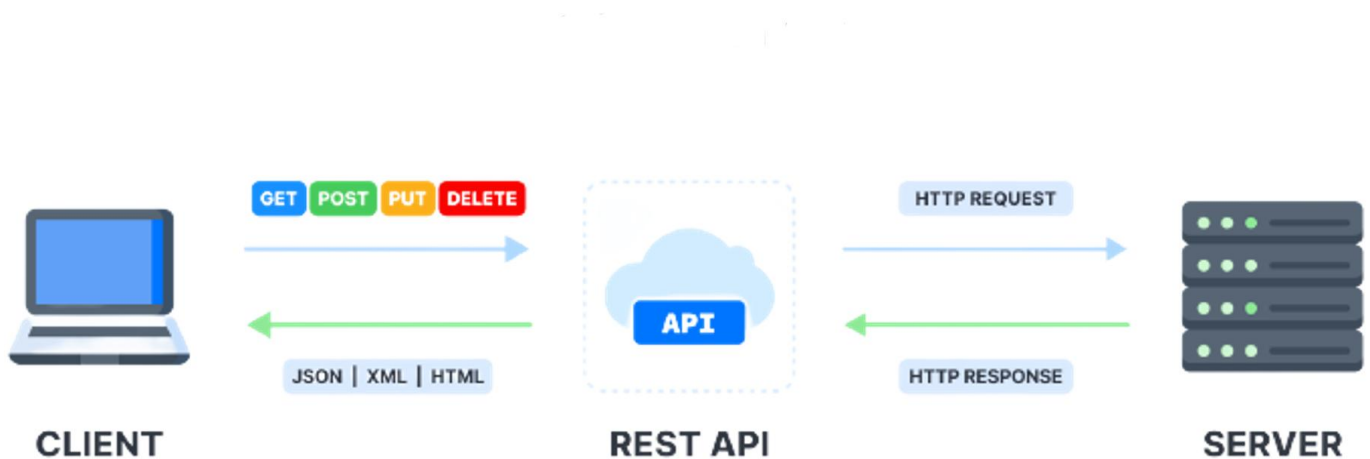 GET POST PUT DELETE
HTTP REQUEST
API
JSON | XML | HTML
HTTP RESPONSE
CLIENT
REST API
SERVER